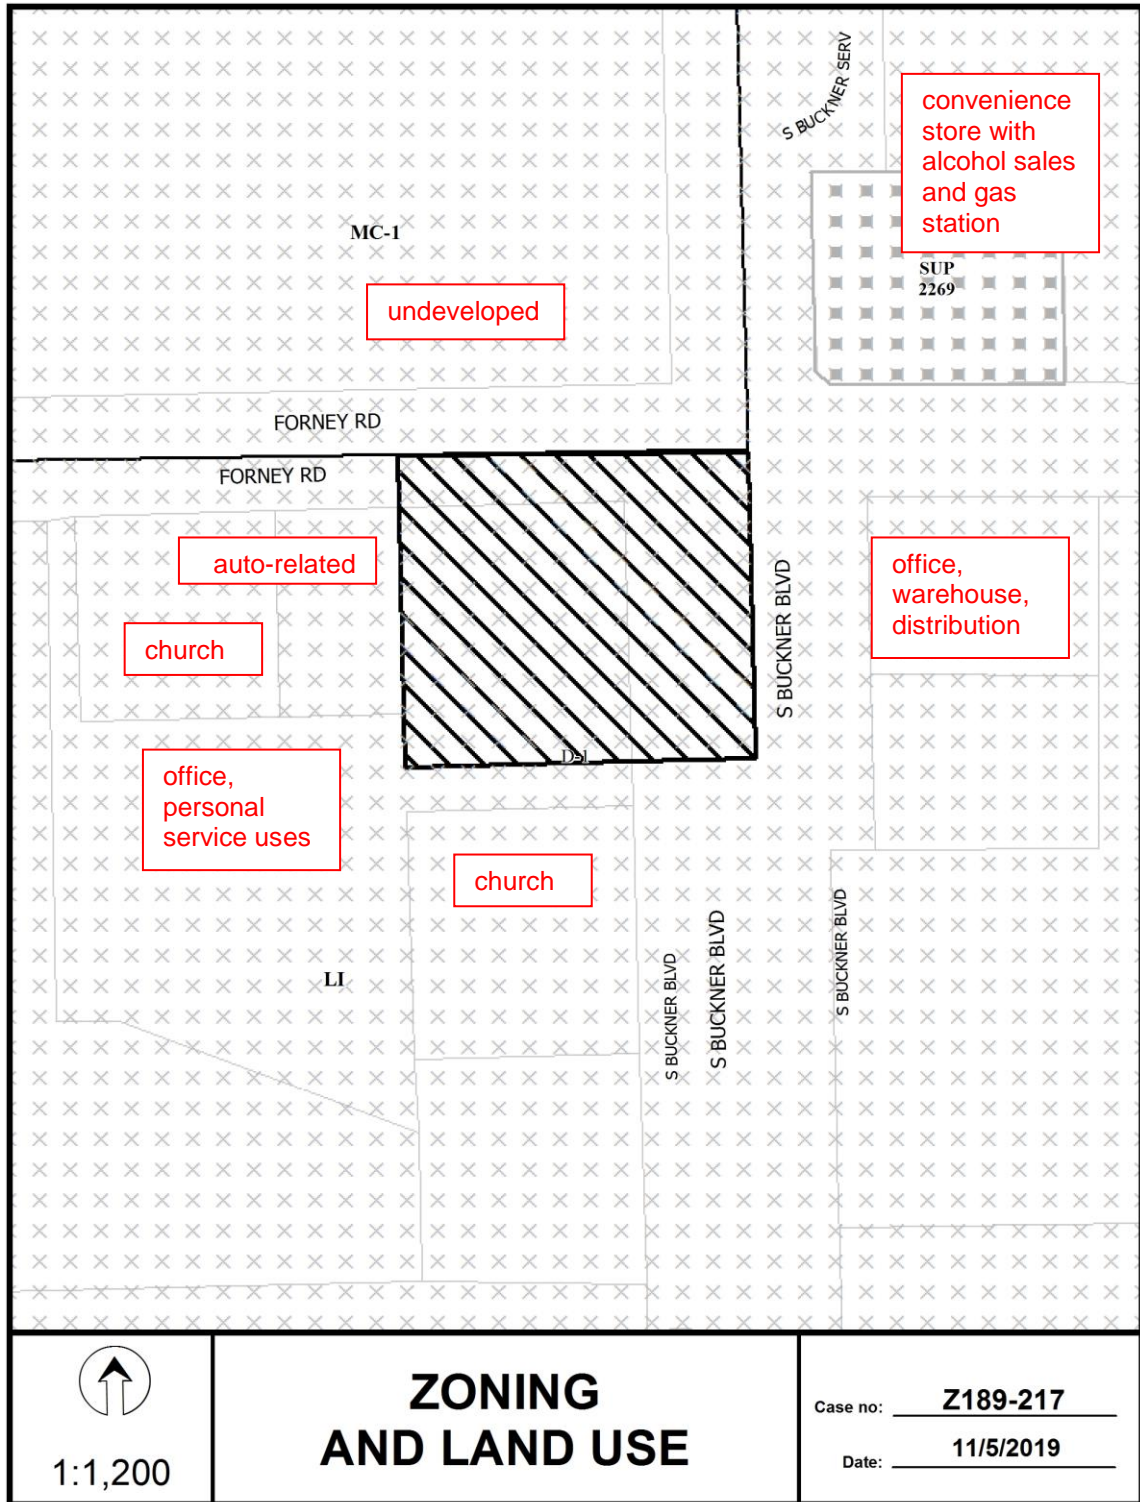 S BUCKNER SERV
convenience
store with
alcohol sales
and gas
station
MC-1
SUP
2269
undeveloped
FORNEY RD
FORNEY RD
auto-related
church
S BUCKNER BLVD
office,
warehouse,
distribution
D-1
office,
personal
service uses
church
LI
S BUCKNER BLVD
S BUCKNER BLVD
S BUCKNER BLVD
1:1,200
ZONING
AND LAND USE
Case no: Z189-217
Date: 11/5/2019